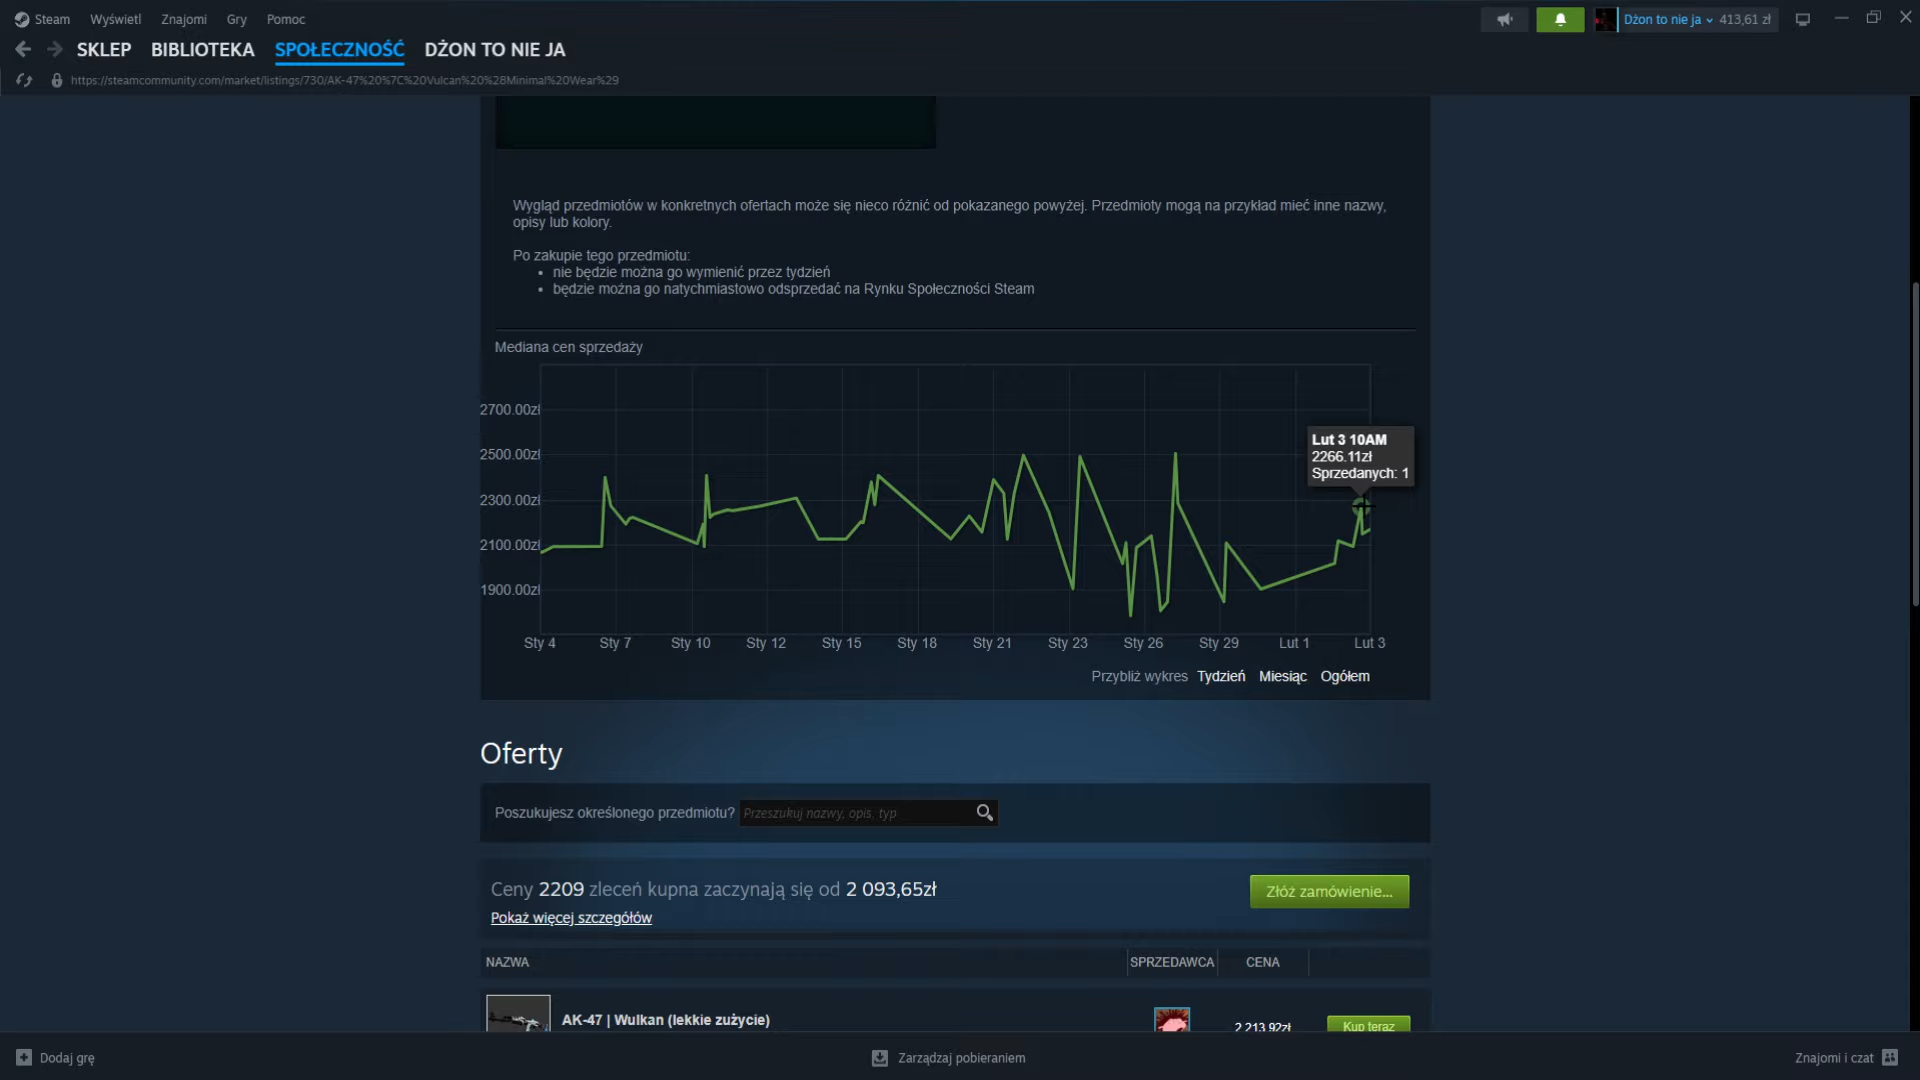 Steam Wyświetl Znajomi Gry Pomoc
Dżon to nie ja 413,61 zł
SKLEP BIBLIOTEKA SPOŁECZNOŚĆ DŻON TO NIE JA
https://steamcommunity.com/market/listings/730/AK-47%20%7C%20Vulcan%20%28Minimal%20Wear%29
Wygląd przedmiotów w konkretnych ofertach może się nieco różnić od pokazanego powyżej. Przedmioty mogą na przykład mieć inne nazwy,
opisy lub kolory.
Po zakupie tego przedmiotu:
• nie będzie można go wymienić przez tydzień
• będzie można go natychmiastowo odsprzedać na Rynku Społeczności Steam
Mediana cen sprzedaży
2700.00zł
2500.00zł
2300.00zł
2100.00zł
1900.00zł
Lut 3 10AM
2266.11zł
Sprzedanych: 1
Sty 4 Sty 7 Sty 10 Sty 12 Sty 15 Sty 18 Sty 21 Sty 23 Sty 26 Sty 29 Lut 1 Lut 3
Przybliż wykres Tydzień Miesiąc Ogółem
Oferty
Poszukujesz określonego przedmiotu? Przeszukuj nazwy, opis, typ
Ceny 2209 zleceń kupna zaczynają się od 2 093,65zł
Złóż zamówienie...
Pokaż więcej szczegółów
NAZWA SPRZEDAWCA CENA
AK-47 | Wulkan (lekkie zużycie)
2 213,92zł Kup teraz
Dodaj grę Zarządzaj pobieraniem Znajomi i czat